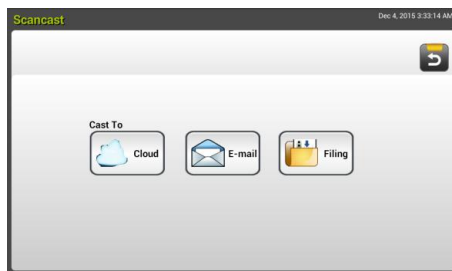 Scancast
Dec 4, 2015 3:33:14 AM
Cast To
Cloud
E-mail
Filing